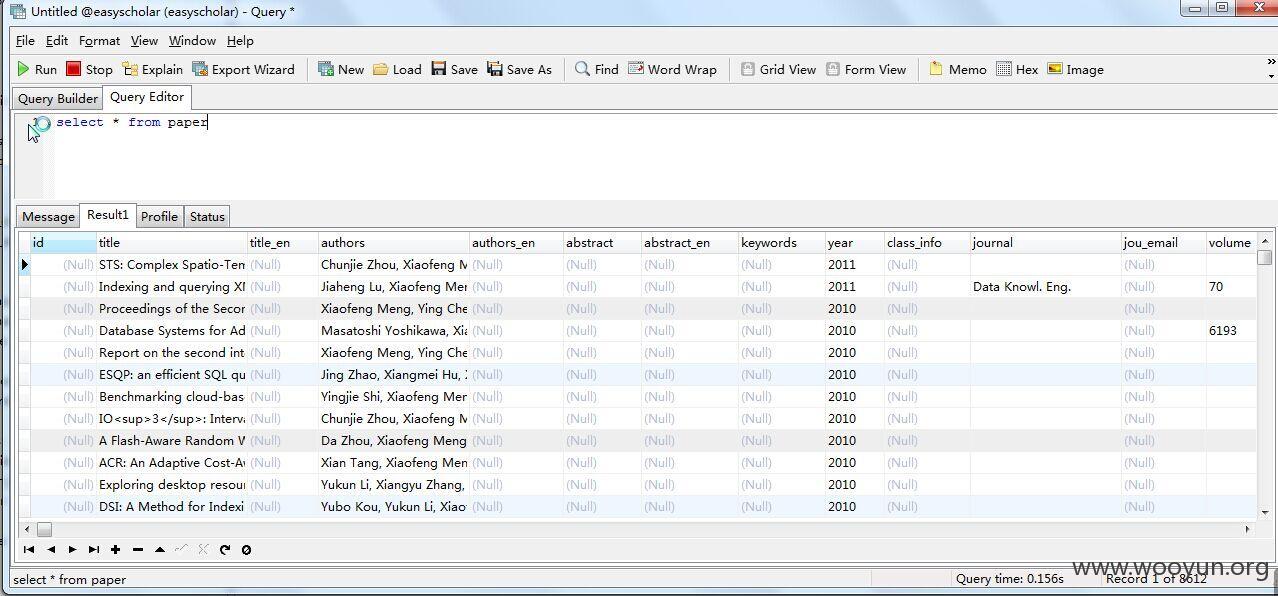 Untitled @easyscholar (easyscholar) - Query *
File Edit Format View Window Help
Run Stop Explain Export Wizard New Load Save Save As Find Word Wrap Grid View Form View Memo Hex Image
Query Builder Query Editor
1 select * from paper
Message Result1 Profile Status
id title title_en authors authors_en abstract abstract_en keywords year class_info journal jou_email volume
(Null) STS: Complex Spatio-Ten (Null) Chunjie Zhou, Xiaofeng M (Null) (Null) (Null) (Null) 2011 (Null) (Null)
(Null) Indexing and querying XM (Null) Jiaheng Lu, Xiaofeng Mer (Null) (Null) (Null) (Null) 2011 (Null) Data Knowl. Eng. (Null) 70
(Null) Proceedings of the Secor (Null) Xiaofeng Meng, Ying Che (Null) (Null) (Null) (Null) 2010 (Null) (Null)
(Null) Database Systems for Ad (Null) Masatoshi Yoshikawa, Xia (Null) (Null) (Null) (Null) 2010 (Null) (Null) 6193
(Null) Report on the second int (Null) Xiaofeng Meng, Ying Che (Null) (Null) (Null) (Null) 2010 (Null) (Null)
(Null) ESQP: an efficient SQL qu (Null) Jing Zhao, Xiangmei Hu, (Null) (Null) (Null) (Null) 2010 (Null) (Null)
(Null) Benchmarking cloud-bas (Null) Yingjie Shi, Xiaofeng Mer (Null) (Null) (Null) (Null) 2010 (Null) (Null)
(Null) IO<sup>3</sup>: Interva (Null) Chunjie Zhou, Xiaofeng M (Null) (Null) (Null) (Null) 2010 (Null) (Null)
(Null) A Flash-Aware Random W (Null) Da Zhou, Xiaofeng Meng (Null) (Null) (Null) (Null) 2010 (Null) (Null)
(Null) ACR: An Adaptive Cost-Av (Null) Xian Tang, Xiaofeng Men (Null) (Null) (Null) (Null) 2010 (Null) (Null)
(Null) Exploring desktop resour (Null) Yukun Li, Xiangyu Zhang, (Null) (Null) (Null) (Null) 2010 (Null) (Null)
(Null) DSI: A Method for Indexi (Null) Yubo Kou, Yukun Li, Xiao (Null) (Null) (Null) (Null) 2010 (Null) (Null)
select * from paper Query time: 0.156s Record 1 of 8612
www.wooyun.org